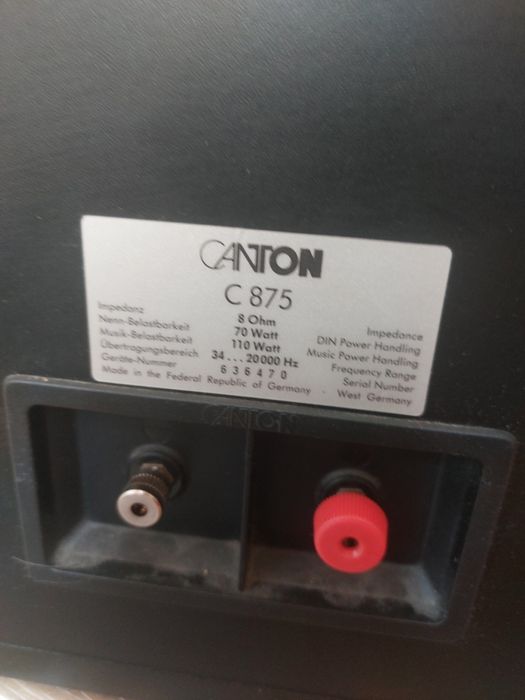 CANTON
C 875
Impedanz 8 Ohm Impedance
Nenn-Belastbarkeit 70 Watt DIN Power Handling
Musik-Belastbarkeit 110 Watt Music Power Handling
Übertragungsbereich 34...20000 Hz Frequency Range
Geräte-Nummer 636470 Serial Number
Made in the Federal Republic of Germany · West Germany
CANTON